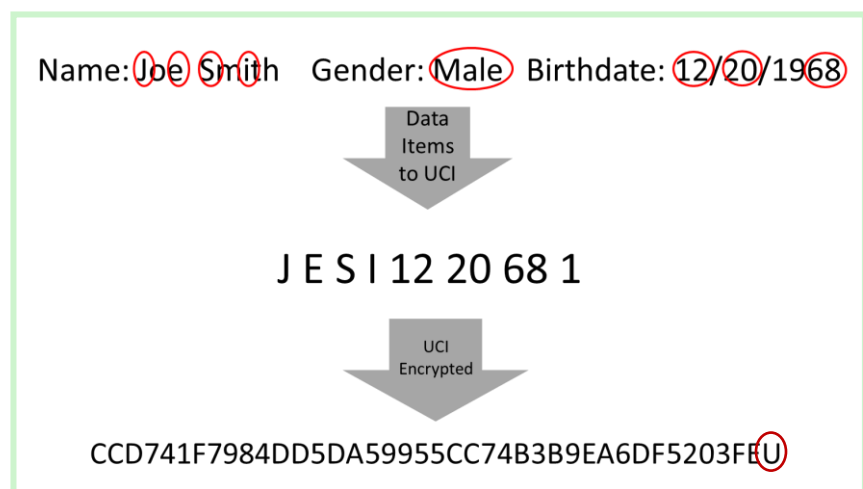 Name: Joe Smith Gender: Male Birthdate: 12/20/1968
Data
Items
to UCI
J E S I 12 20 68 1
UCI
Encrypted
CCD741F7984DD5DA59955CC74B3B9EA6DF5203FEU